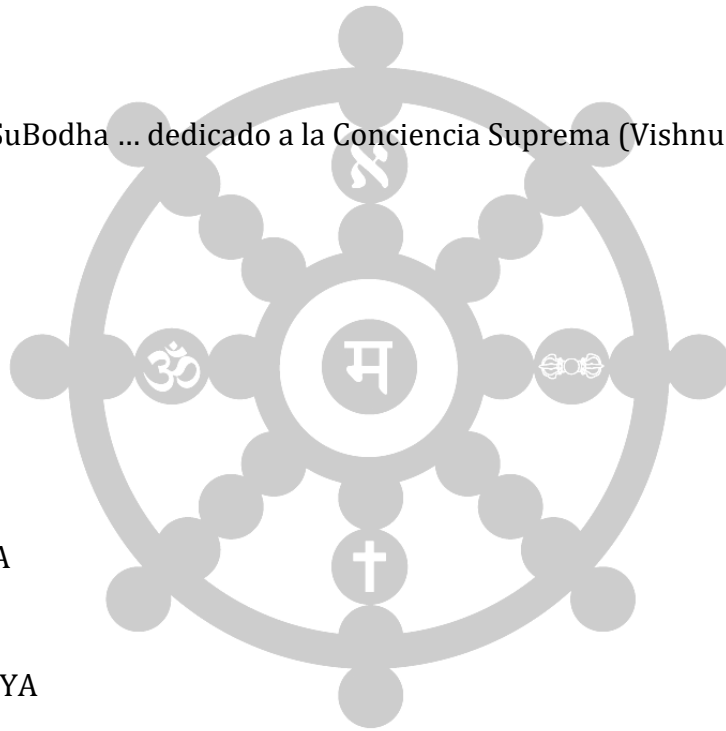 SuBodha ... dedicado a la Conciencia Suprema (Vishnu
א
ॐ म
A
✝
YA